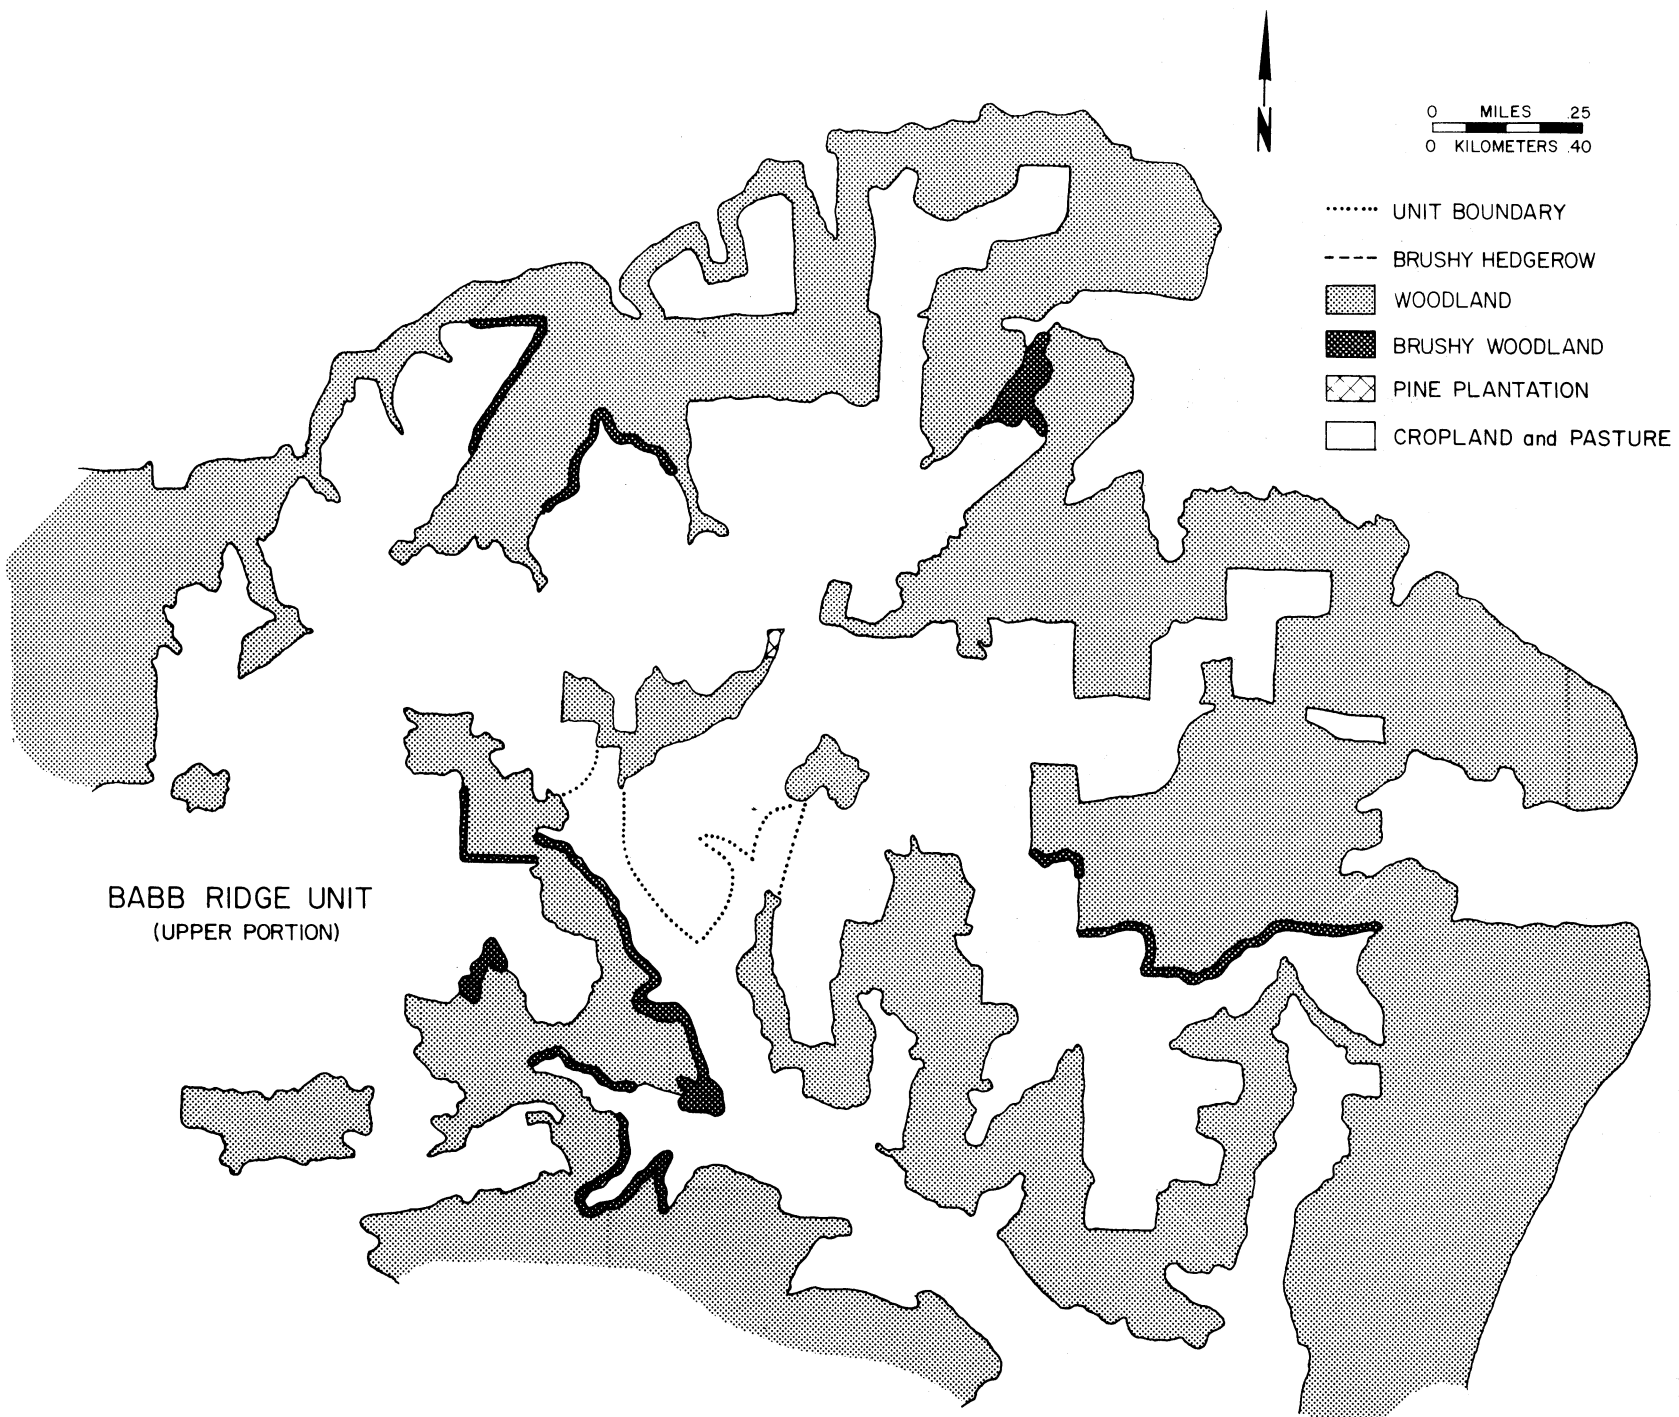 N
0 MILES .25
0 KILOMETERS .40
UNIT BOUNDARY
BRUSHY HEDGEROW
WOODLAND
BRUSHY WOODLAND
PINE PLANTATION
CROPLAND and PASTURE
BABB RIDGE UNIT
(UPPER PORTION)